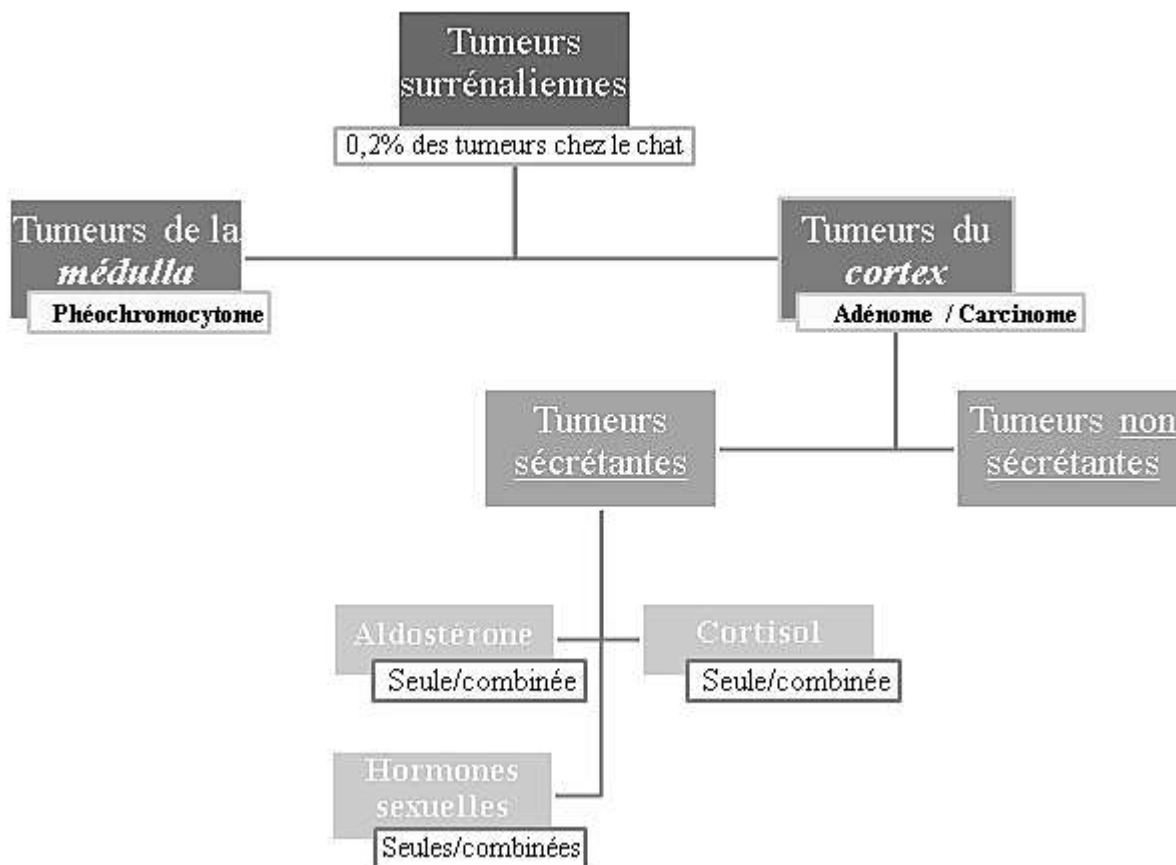 Tumeurs
surrénaliennes
0,2% des tumeurs chez le chat
Tumeurs de la
médulla
Phéochromocytome
Tumeurs du
cortex
Adénome / Carcinome
Tumeurs
sécrétantes
Tumeurs non
sécrétantes
Aldostérone
Seule/combinée
Cortisol
Seule/combinée
Hormones
sexuelles
Seules/combinées